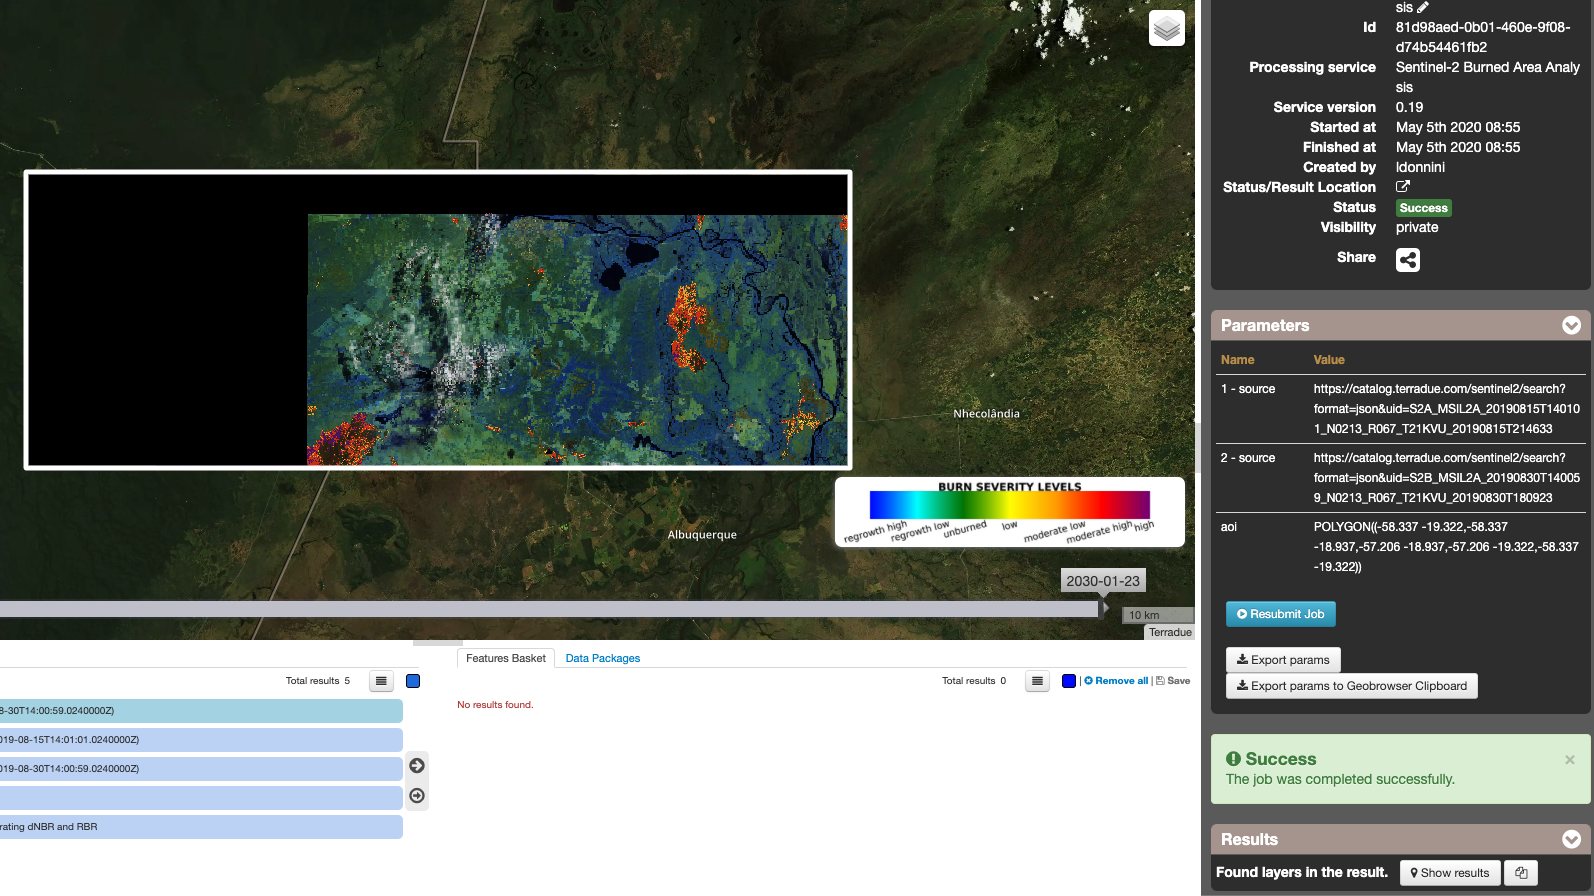 sis
Id 81d98aed-0b01-460e-9f08-
d74b54461fb2
Processing service Sentinel-2 Burned Area Analy
sis
Service version 0.19
Started at May 5th 2020 08:55
Finished at May 5th 2020 08:55
Created by ldonnini
Status/Result Location
Status Success
Visibility private
Share
Nhecolândia
Albuquerque
BURN SEVERITY LEVELS
regrowth high regrowth low unburned low moderate low moderate high high
2030-01-23
10 km
Terradue
Parameters
Name Value
1 - source https://catalog.terradue.com/sentinel2/search?
format=json&uid=S2A_MSIL2A_20190815T14010
1_N0213_R067_T21KVU_20190815T214633
2 - source https://catalog.terradue.com/sentinel2/search?
format=json&uid=S2B_MSIL2A_20190830T14005
9_N0213_R067_T21KVU_20190830T180923
aoi POLYGON((-58.337 -19.322,-58.337
-18.937,-57.206 -18.937,-57.206 -19.322,-58.337
-19.322))
Resubmit Job
Export params
Export params to Geobrowser Clipboard
Success ×
The job was completed successfully.
Results
Found layers in the result. Show results
Total results 5
8-30T14:00:59.0240000Z)
019-08-15T14:01:01.0240000Z)
019-08-30T14:00:59.0240000Z)
rating dNBR and RBR
Features Basket Data Packages
Total results 0 | Remove all | Save
No results found.